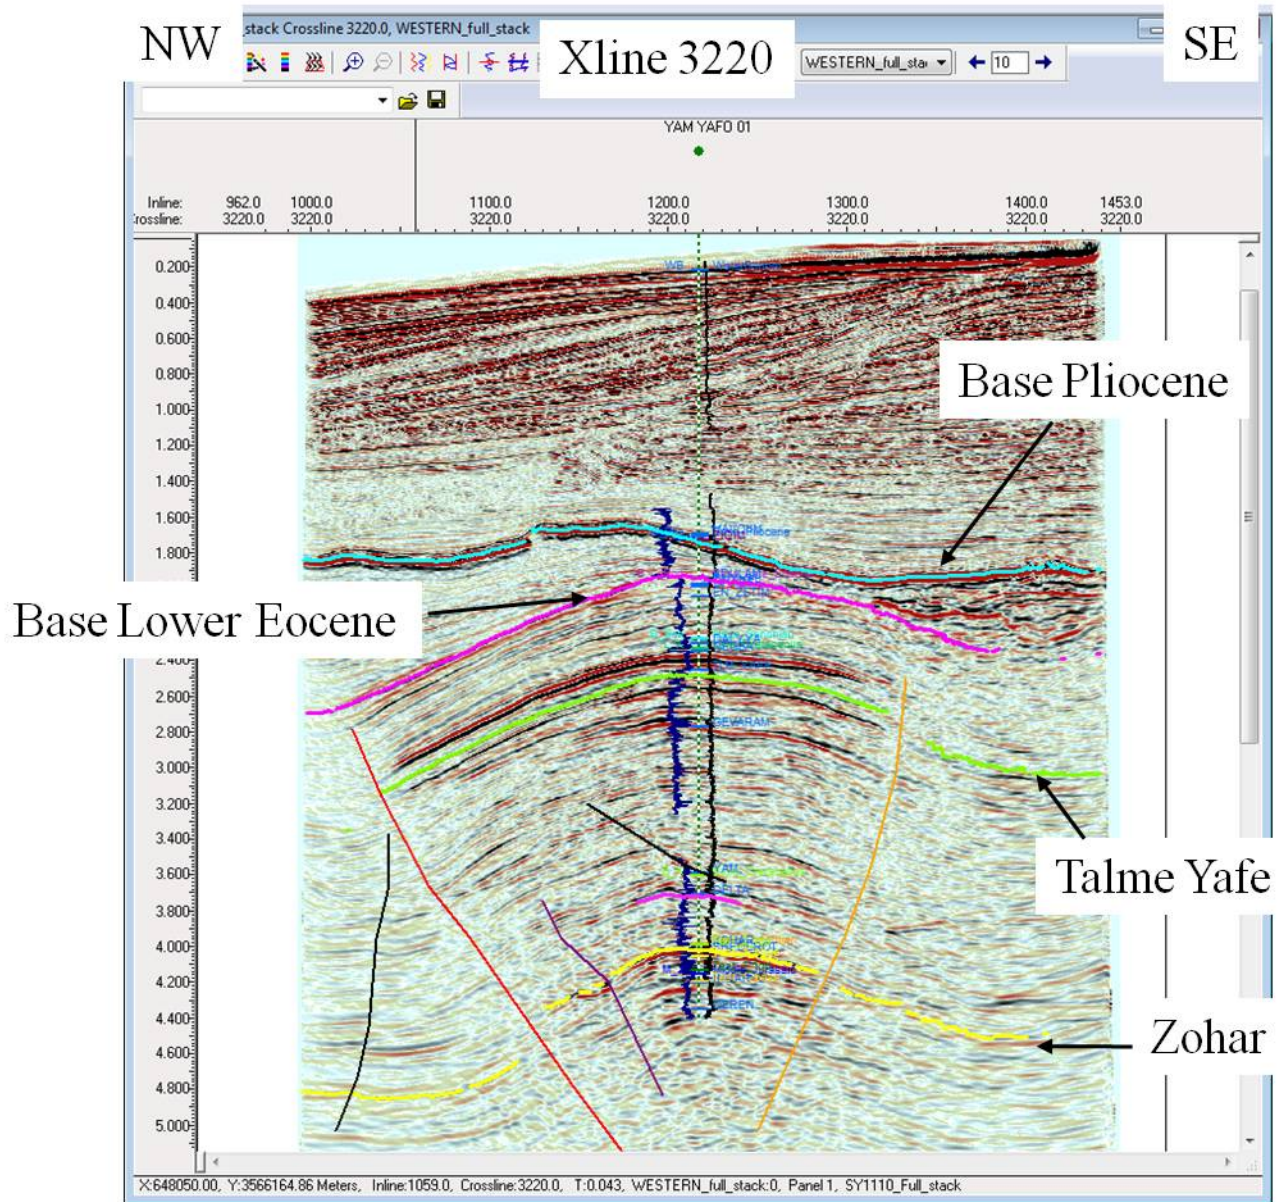 NW
stack Crossline 3220.0, WESTERN_full_stack
Xline 3220
SE
WESTERN_full_sta
10
YAM YAFO 01
Inline: 962.0 1000.0 1100.0 1200.0 1300.0 1400.0 1453.0
Crossline: 3220.0 3220.0 3220.0 3220.0 3220.0 3220.0 3220.0
0.200
0.400
0.600
0.800
1.000
1.200
1.400
1.600
1.800
2.400
2.600
2.800
3.000
3.200
3.400
3.600
3.800
4.000
4.200
4.400
4.600
4.800
5.000
WB
Base Pliocene
Base Lower Eocene
GEVARAM
Talme Yafe
YAM
DELTA
Zohar
X:648050.00, Y:3566164.86 Meters, Inline:1059.0, Crossline:3220.0, T:0.043, WESTERN_full_stack:0, Panel 1, SY1110_Full_stack